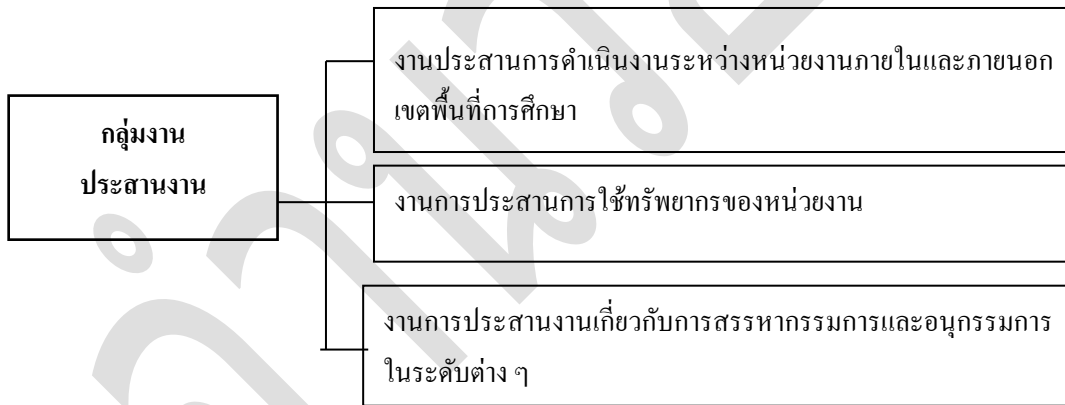 งานประสานการดำเนินงานระหว่างหน่วยงานภายในและภายนอก
เขตพื้นที่การศึกษา
กลุ่มงาน
ประสานงาน
งานการประสานการใช้ทรัพยากรของหน่วยงาน
งานการประสานงานเกี่ยวกับการสรรหากรรมการและอนุกรรมการ
ในระดับต่าง ๆ